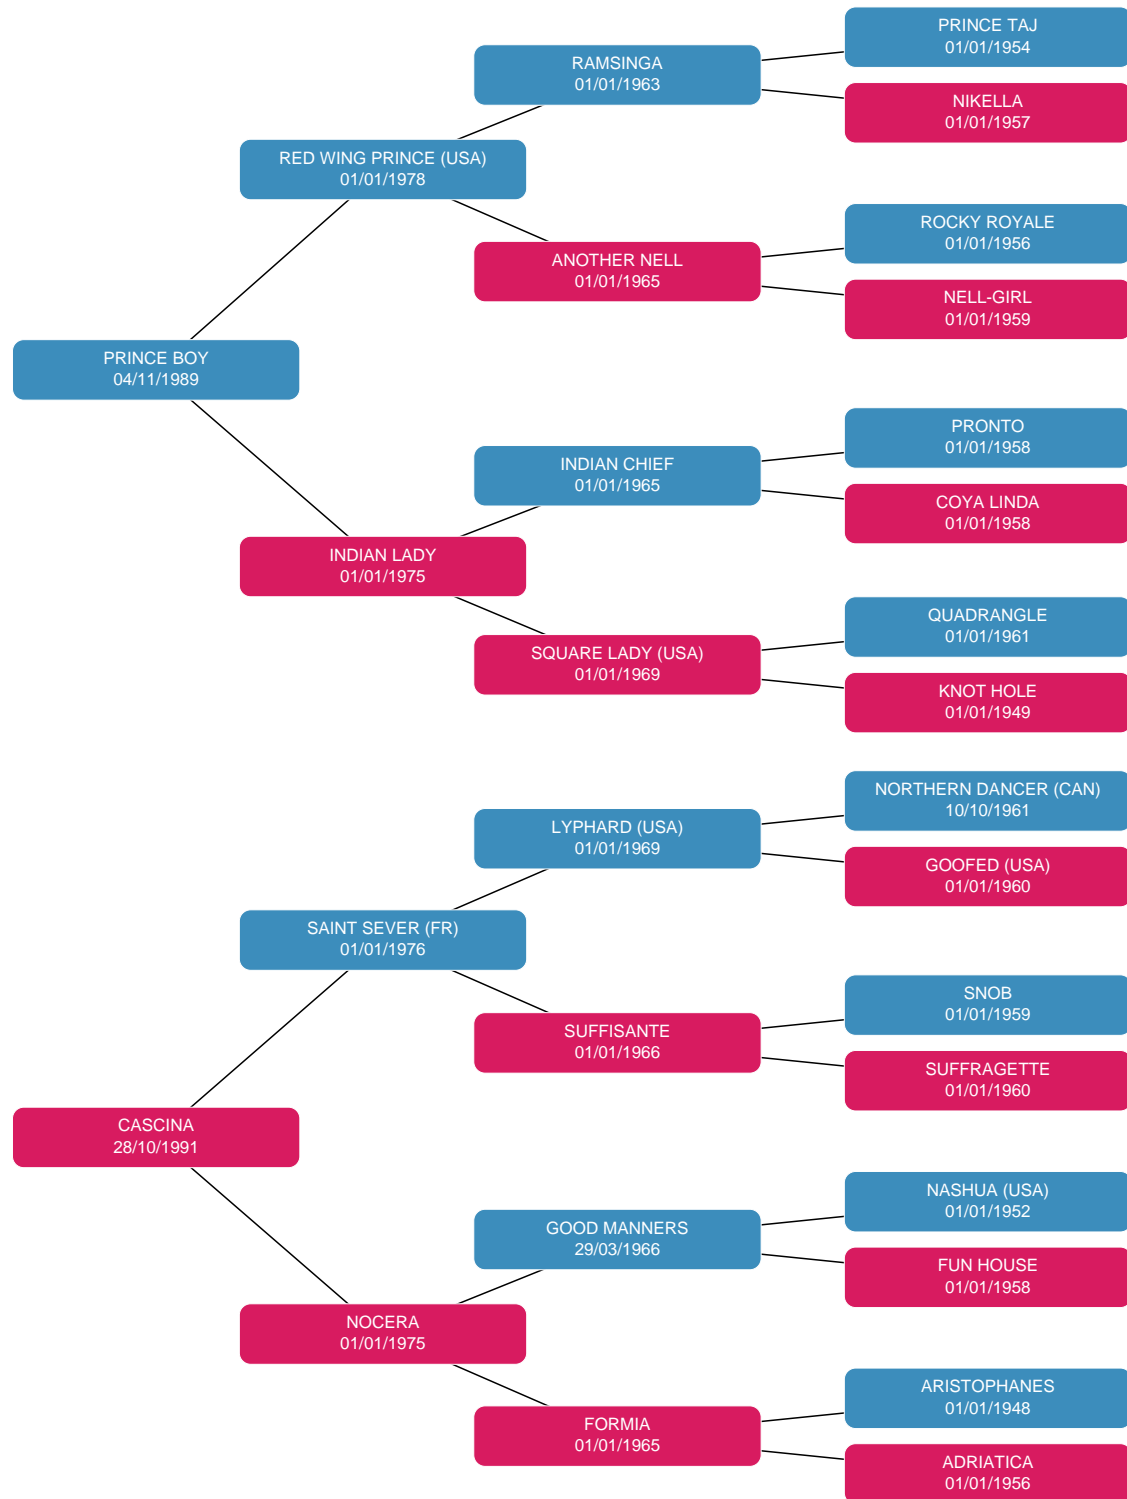 PRINCE TAJ
01/01/1954
RAMSINGA
01/01/1963
NIKELLA
01/01/1957
RED WING PRINCE (USA)
01/01/1978
ROCKY ROYALE
01/01/1956
ANOTHER NELL
01/01/1965
NELL-GIRL
01/01/1959
PRINCE BOY
04/11/1989
PRONTO
01/01/1958
INDIAN CHIEF
01/01/1965
COYA LINDA
01/01/1958
INDIAN LADY
01/01/1975
QUADRANGLE
01/01/1961
SQUARE LADY (USA)
01/01/1969
KNOT HOLE
01/01/1949
NORTHERN DANCER (CAN)
10/10/1961
LYPHARD (USA)
01/01/1969
GOOFED (USA)
01/01/1960
SAINT SEVER (FR)
01/01/1976
SNOB
01/01/1959
SUFFISANTE
01/01/1966
SUFFRAGETTE
01/01/1960
CASCINA
28/10/1991
NASHUA (USA)
01/01/1952
GOOD MANNERS
29/03/1966
FUN HOUSE
01/01/1958
NOCERA
01/01/1975
ARISTOPHANES
01/01/1948
FORMIA
01/01/1965
ADRIATICA
01/01/1956